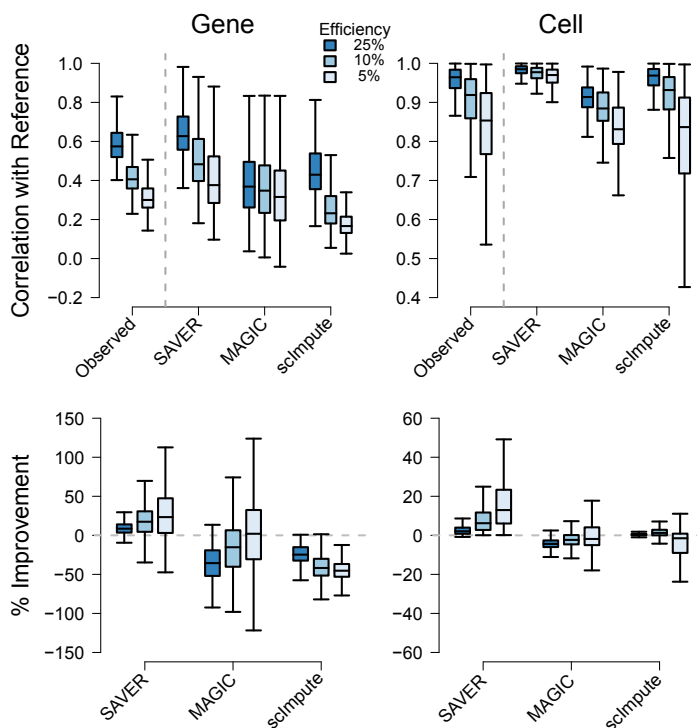 Gene
Cell
Efficiency
25%
10%
5%
Correlation with Reference
1.0
0.8
0.6
0.4
0.2
0.0
−0.2
Observed
SAVER
MAGIC
scImpute
1.0
0.9
0.8
0.7
0.6
0.5
0.4
Observed
SAVER
MAGIC
scImpute
% Improvement
150
100
50
0
−50
−100
−150
SAVER
MAGIC
scImpute
60
40
20
0
−20
−40
−60
SAVER
MAGIC
scImpute